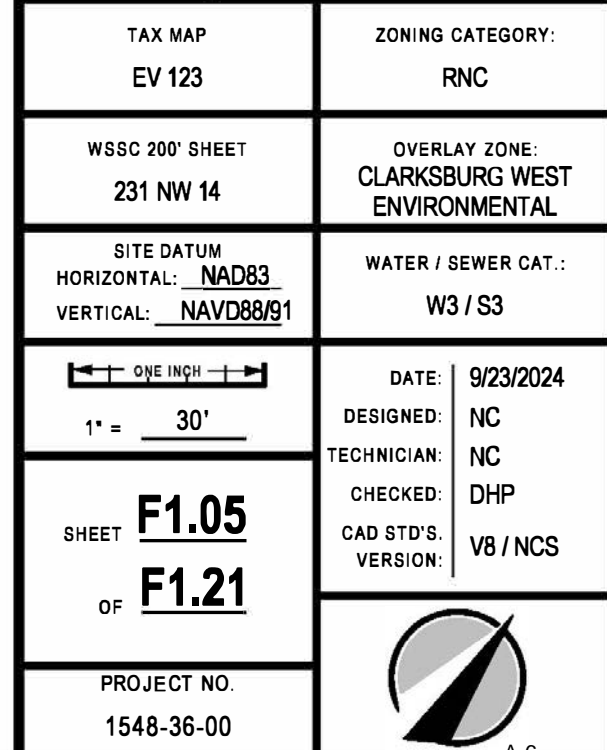 TAX MAP
EV 123
ZONING CATEGORY:
RNC
WSSC 200' SHEET
231 NW 14
OVERLAY ZONE:
CLARKSBURG WEST
ENVIRONMENTAL
SITE DATUM
HORIZONTAL: NAD83
VERTICAL: NAVD88/91
WATER / SEWER CAT.:
W3 / S3
ONE INCH
1" = 30'
DATE: 9/23/2024
DESIGNED: NC
TECHNICIAN: NC
CHECKED: DHP
CAD STD'S.
VERSION: V8 / NCS
SHEET F1.05
OF F1.21
PROJECT NO.
1548-36-00